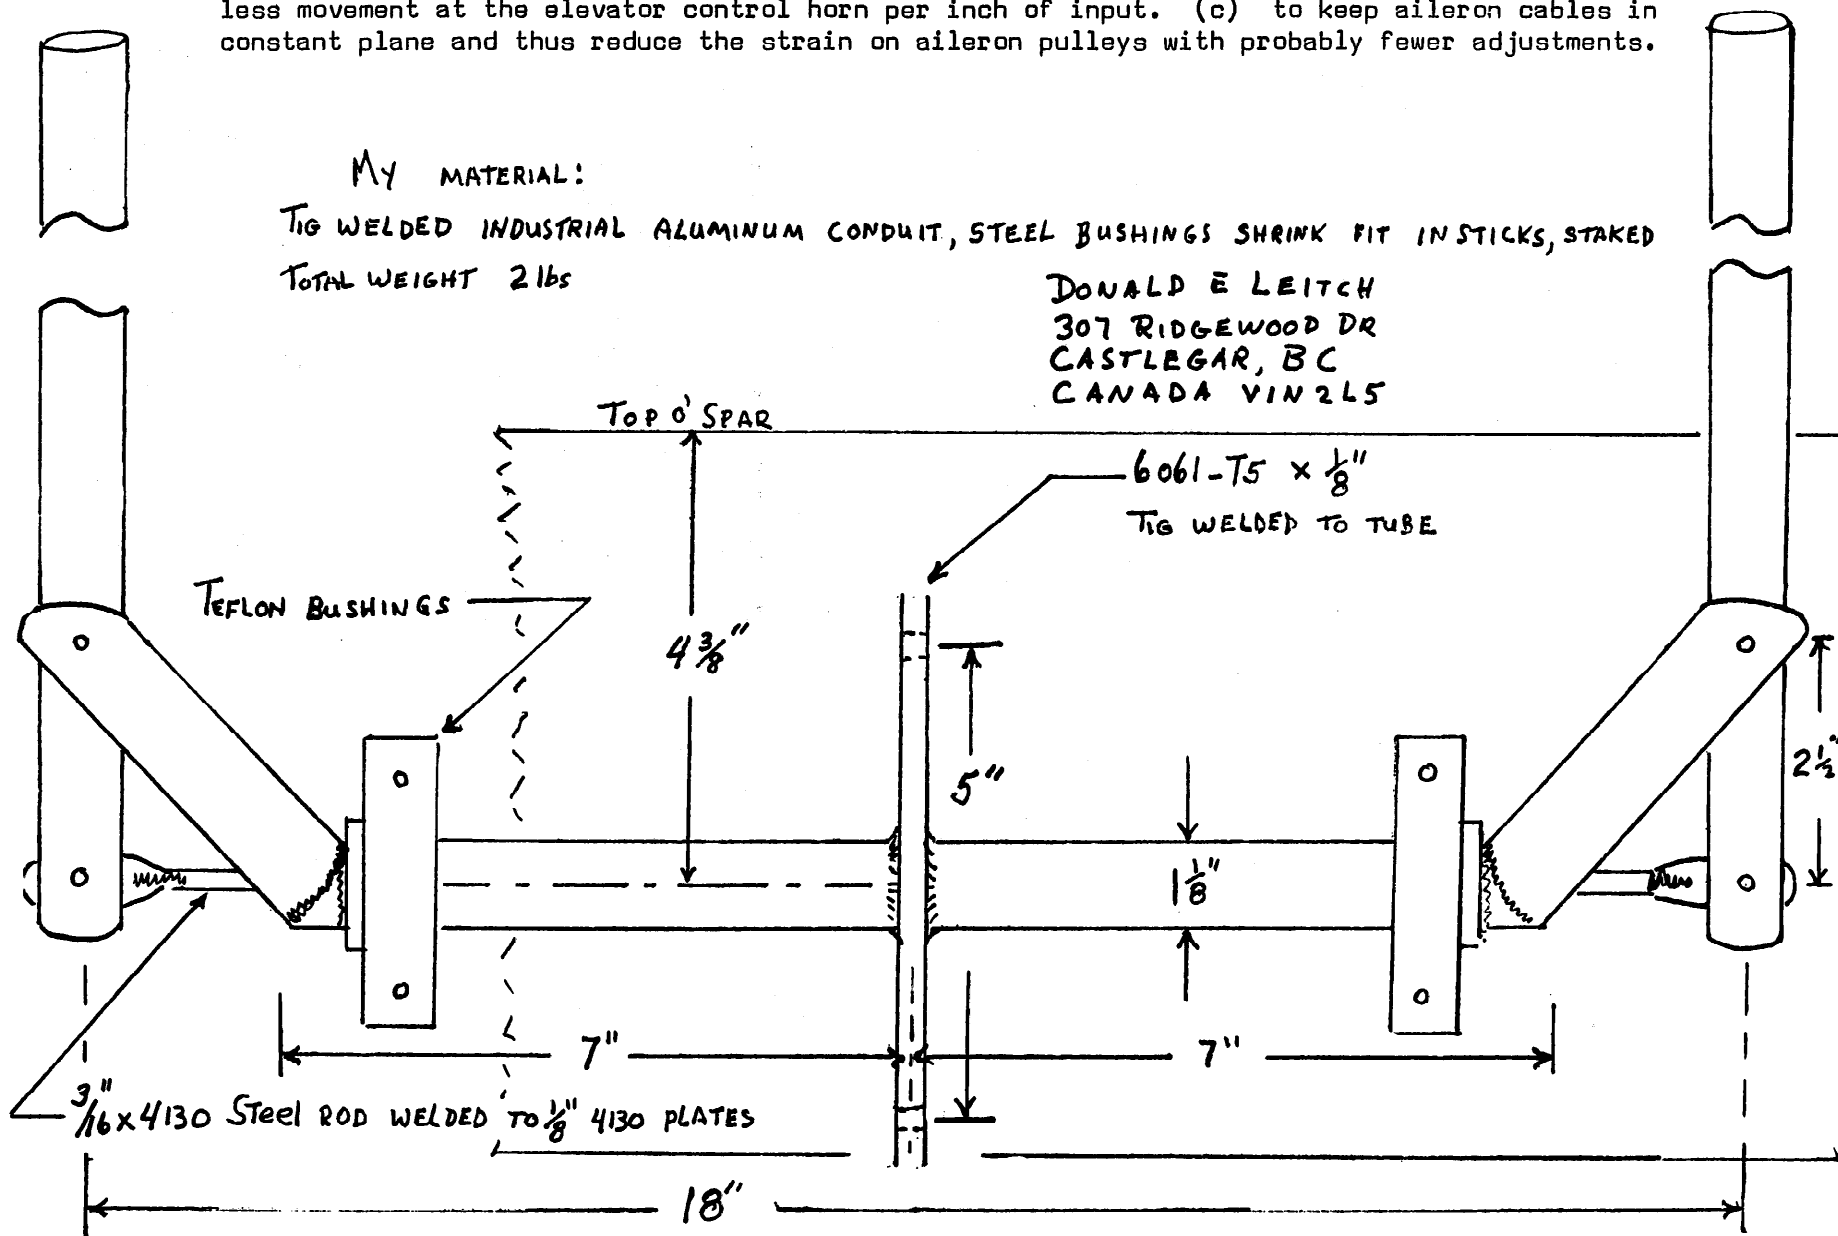 less movement at the elevator control horn per inch of input.  (c)  to keep aileron cables in
constant plane and thus reduce the strain on aileron pulleys with probably fewer adjustments.
MY MATERIAL:
TIG WELDED INDUSTRIAL ALUMINUM CONDUIT, STEEL BUSHINGS SHRINK FIT IN STICKS, STAKED
TOTAL WEIGHT 2 lbs
DONALD E LEITCH
307 RIDGEWOOD DR
CASTLEGAR, BC
CANADA V1N 2L5
TOP O' SPAR
6061-T5 × 1/8"
TIG WELDED TO TUBE
TEFLON BUSHINGS
4 3/8"
5"
2 1/2"
1 1/8"
7"
7"
3/16" × 4130 Steel ROD WELDED TO 1/8" 4130 PLATES
18"